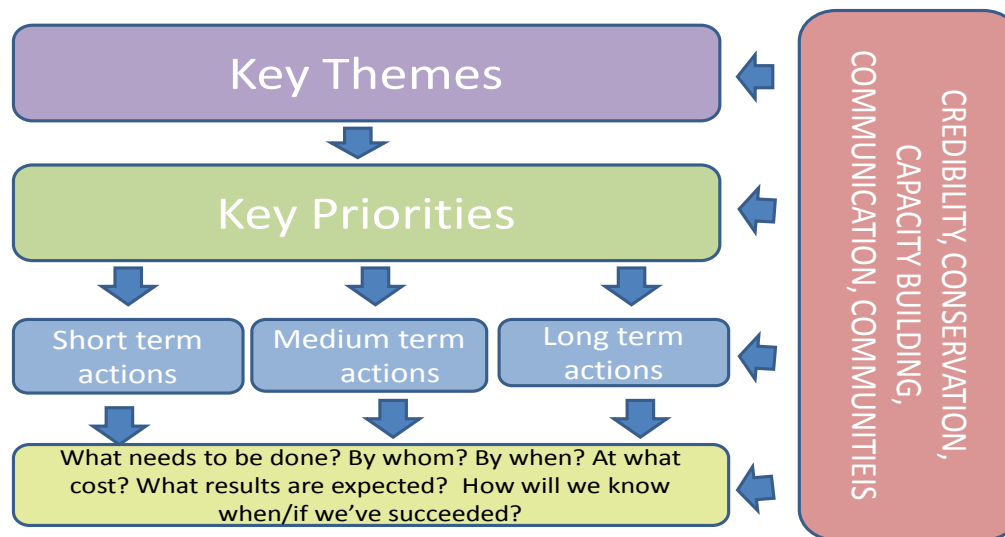 Key Themes
Key Priorities
Short term
actions
Medium term
actions
Long term
actions
What needs to be done? By whom? By when? At what
cost? What results are expected? How will we know
when/if we’ve succeeded?
CREDIBILITY, CONSERVATION,
CAPACITY BUILDING,
COMMUNICATION, COMMUNITIEIS